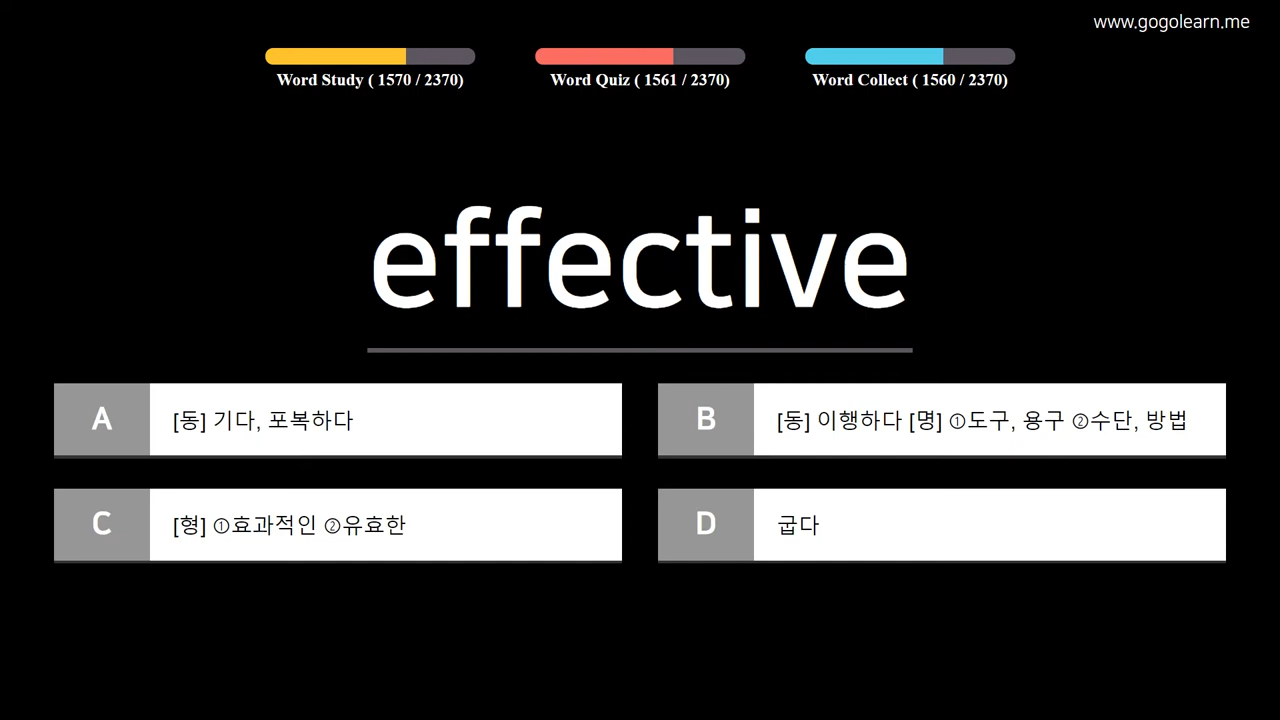 www.gogolearn.me
Word Study ( 1570 / 2370)
Word Quiz ( 1561 / 2370)
Word Collect ( 1560 / 2370)
effective
A [동] 기다, 포복하다
B [동] 이행하다 [명] ①도구, 용구 ②수단, 방법
C [형] ①효과적인 ②유효한
D 굽다